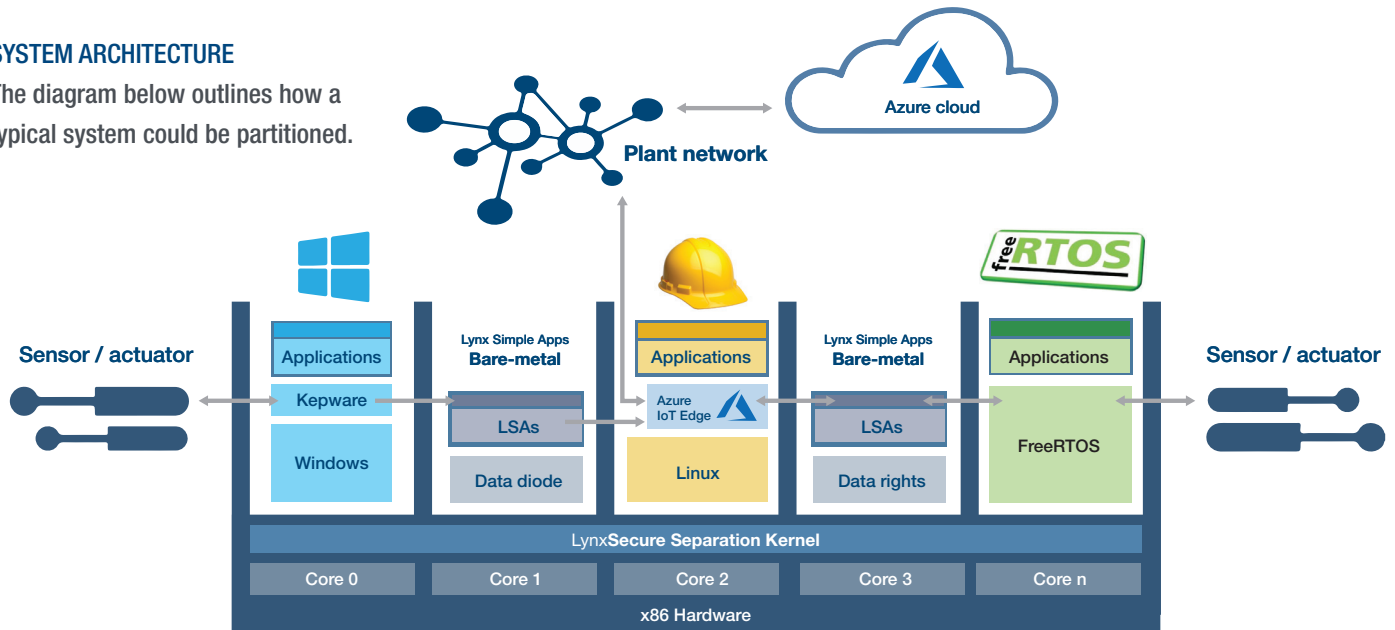 SYSTEM ARCHITECTURE
The diagram below outlines how a
typical system could be partitioned.
Azure cloud
Plant network
freeRTOS
Sensor / actuator
Applications
Kepware
Windows
Lynx Simple Apps
Bare-metal
LSAs
Data diode
Applications
Azure
IoT Edge
Linux
Lynx Simple Apps
Bare-metal
LSAs
Data rights
Applications
FreeRTOS
Sensor / actuator
LynxSecure Separation Kernel
Core 0
Core 1
Core 2
Core 3
Core n
x86 Hardware